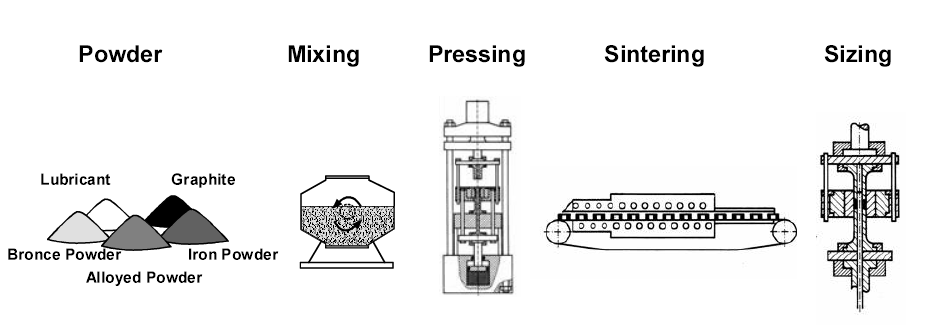 Powder
Mixing
Pressing
Sintering
Sizing
Lubricant
Graphite
Bronce Powder
Iron Powder
Alloyed Powder